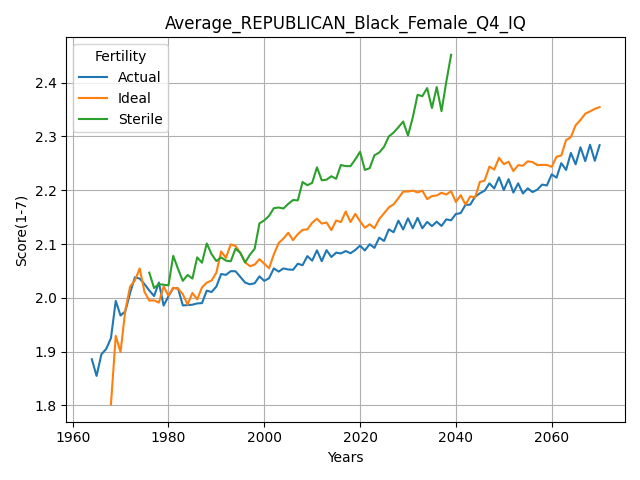 Average_REPUBLICAN_Black_Female_Q4_IQ
Fertility
Actual
Ideal
Sterile
Score(1-7)
2.4
2.3
2.2
2.1
2.0
1.9
1.8
1960 1980 2000 2020 2040 2060
Years